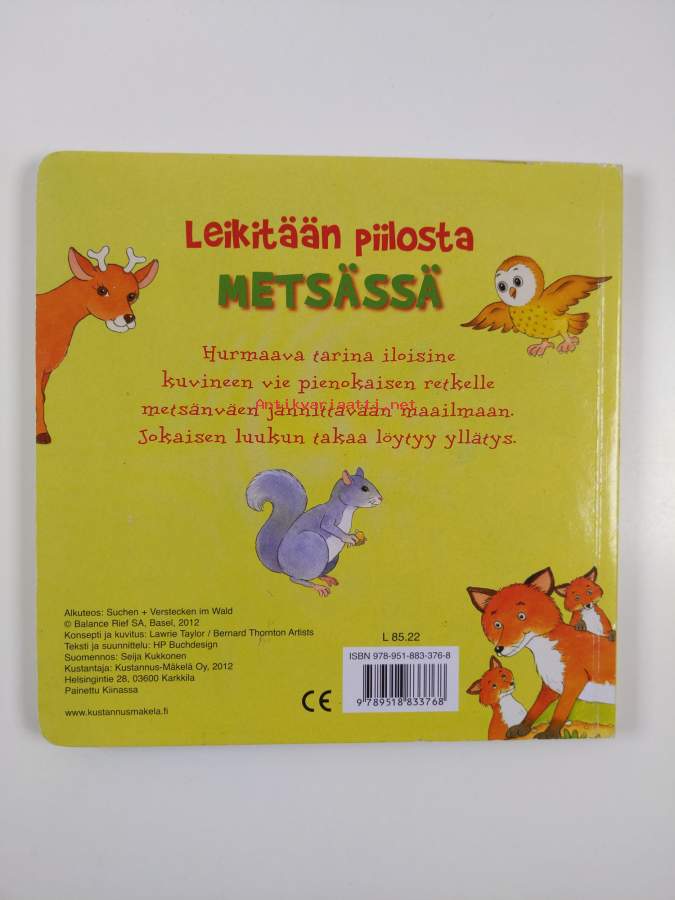 Leikitään piilosta
METSÄSSÄ
Hurmaava tarina iloisine
kuvineen vie pienokaisen retkelle
Antikvariaatti.net
metsänväen jännittävään maailmaan.
Jokaisen luukun takaa löytyy yllätys.
Alkuteos: Suchen + Verstecken im Wald
© Balance Rief SA, Basel, 2012
Konsepti ja kuvitus: Lawrie Taylor / Bernard Thornton Artists
Teksti ja suunnittelu: HP Buchdesign
Suomennos: Seija Kukkonen
Kustantaja: Kustannus-Mäkelä Oy, 2012
Helsingintie 28, 03600 Karkkila
Painettu Kiinassa
www.kustannusmakela.fi
CE
L 85.22
ISBN 978-951-883-376-8
9 789518 833768